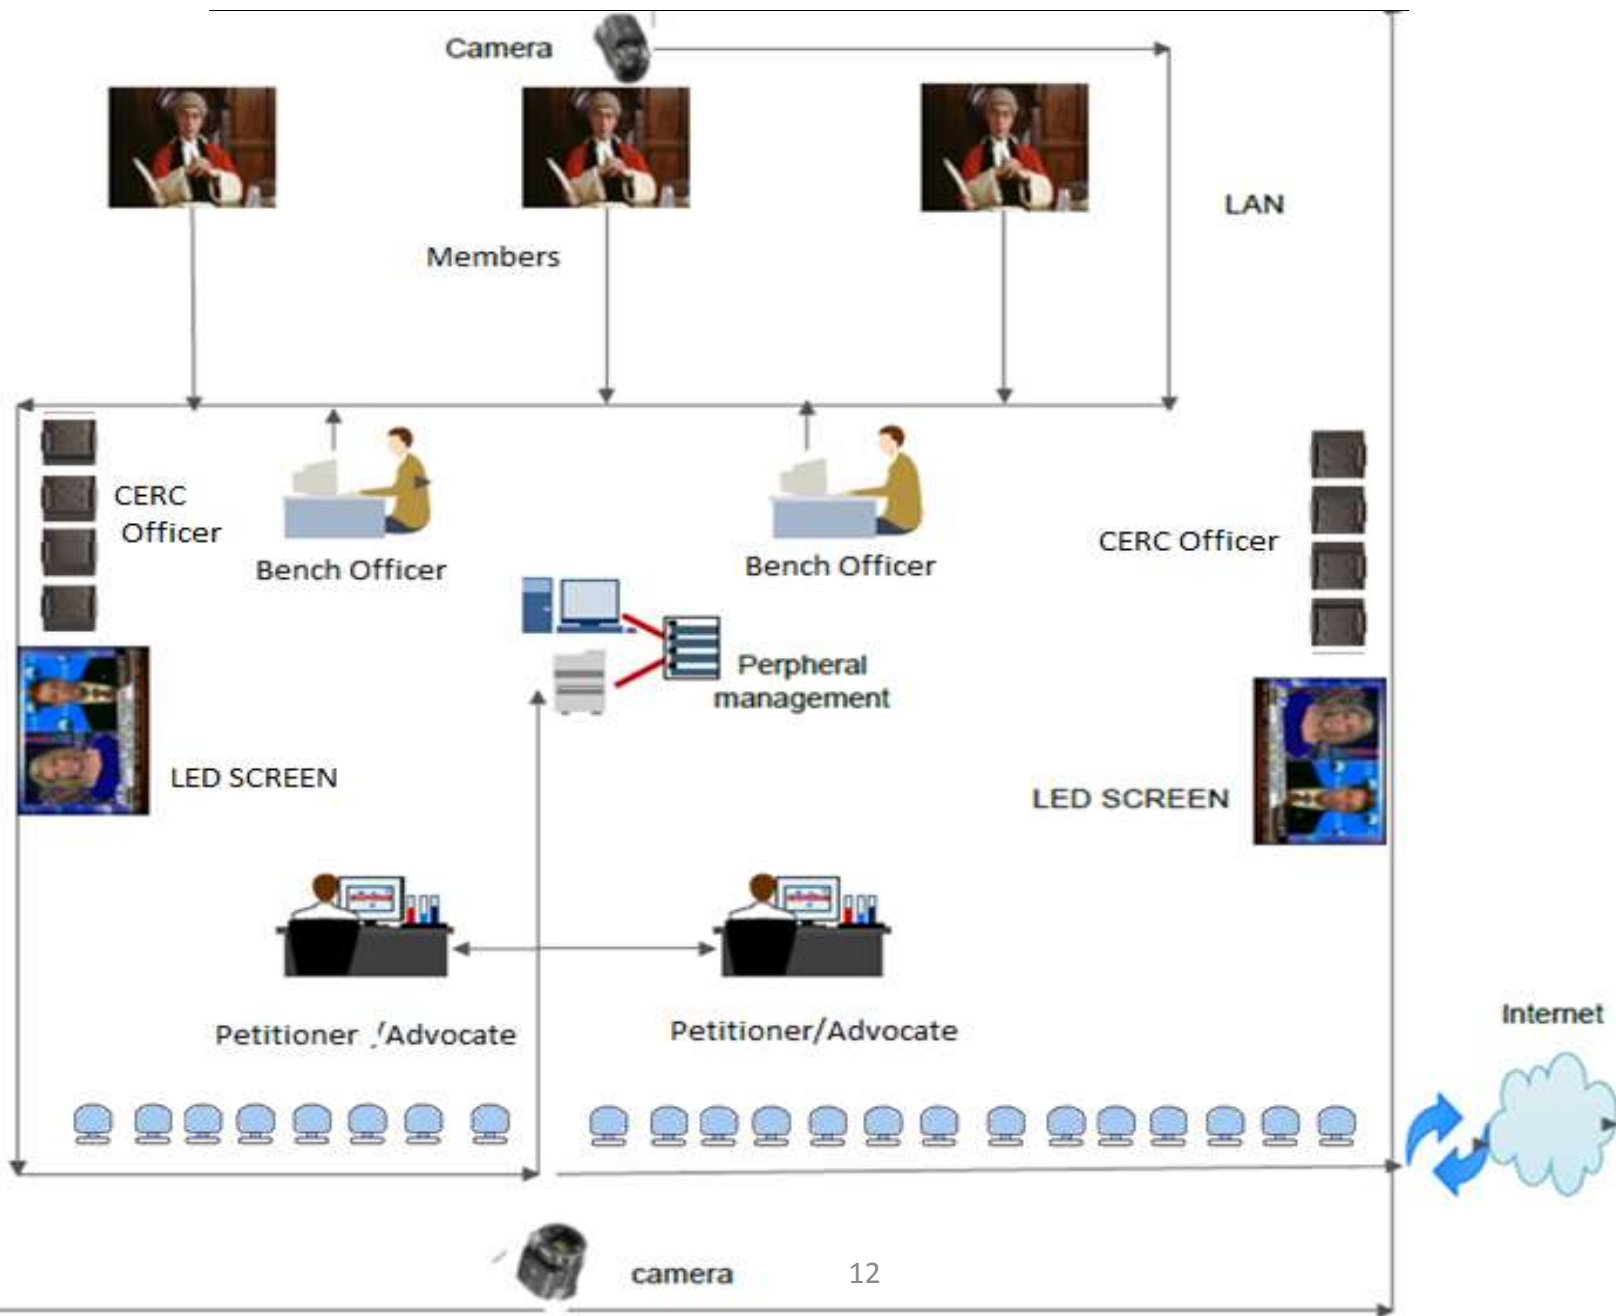 Camera
LAN
Members
CERC
Officer
CERC Officer
Bench Officer
Bench Officer
Perpheral
management
LED SCREEN
LED SCREEN
Petitioner /Advocate
Petitioner/Advocate
Internet
camera
12